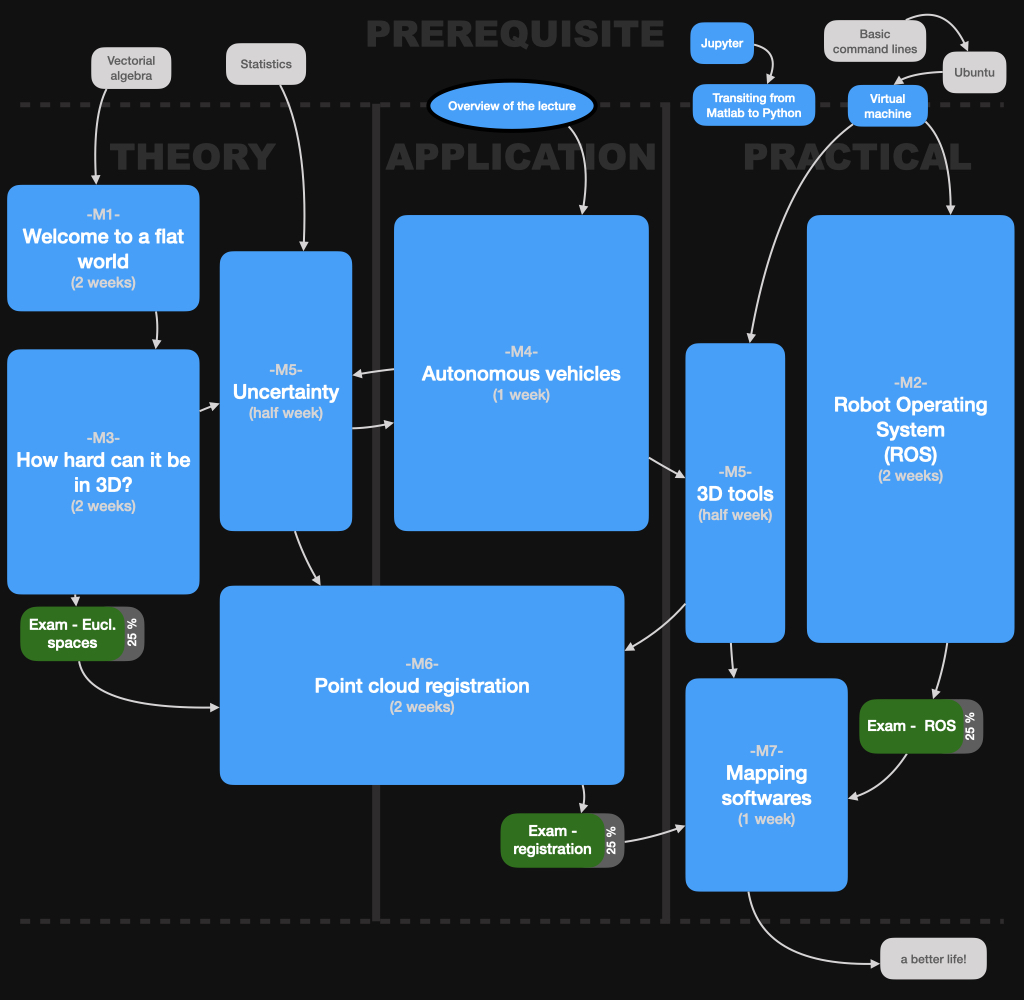 PREREQUISITE
Vectorial
algebra
Statistics
Jupyter
Basic
command lines
Ubuntu
Overview of the lecture
Transiting from
Matlab to Python
Virtual
machine
THEORY
APPLICATION
PRACTICAL
-M1-
Welcome to a flat
world
(2 weeks)
-M3-
How hard can it be
in 3D?
(2 weeks)
-M5-
Uncertainty
(half week)
-M4-
Autonomous vehicles
(1 week)
-M5-
3D tools
(half week)
-M2-
Robot Operating
System
(ROS)
(2 weeks)
Exam - Eucl.
spaces
25 %
-M6-
Point cloud registration
(2 weeks)
Exam -  ROS
25 %
-M7-
Mapping
softwares
(1 week)
Exam -
registration
25 %
a better life!